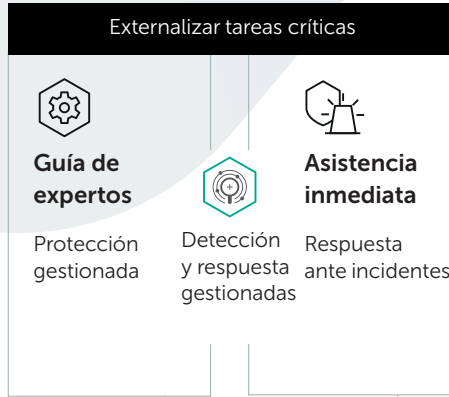 Externalizar tareas críticas
Guía de
expertos
Protección
gestionada
Detección
y respuesta
gestionadas
Asistencia
inmediata
Respuesta
ante incidentes